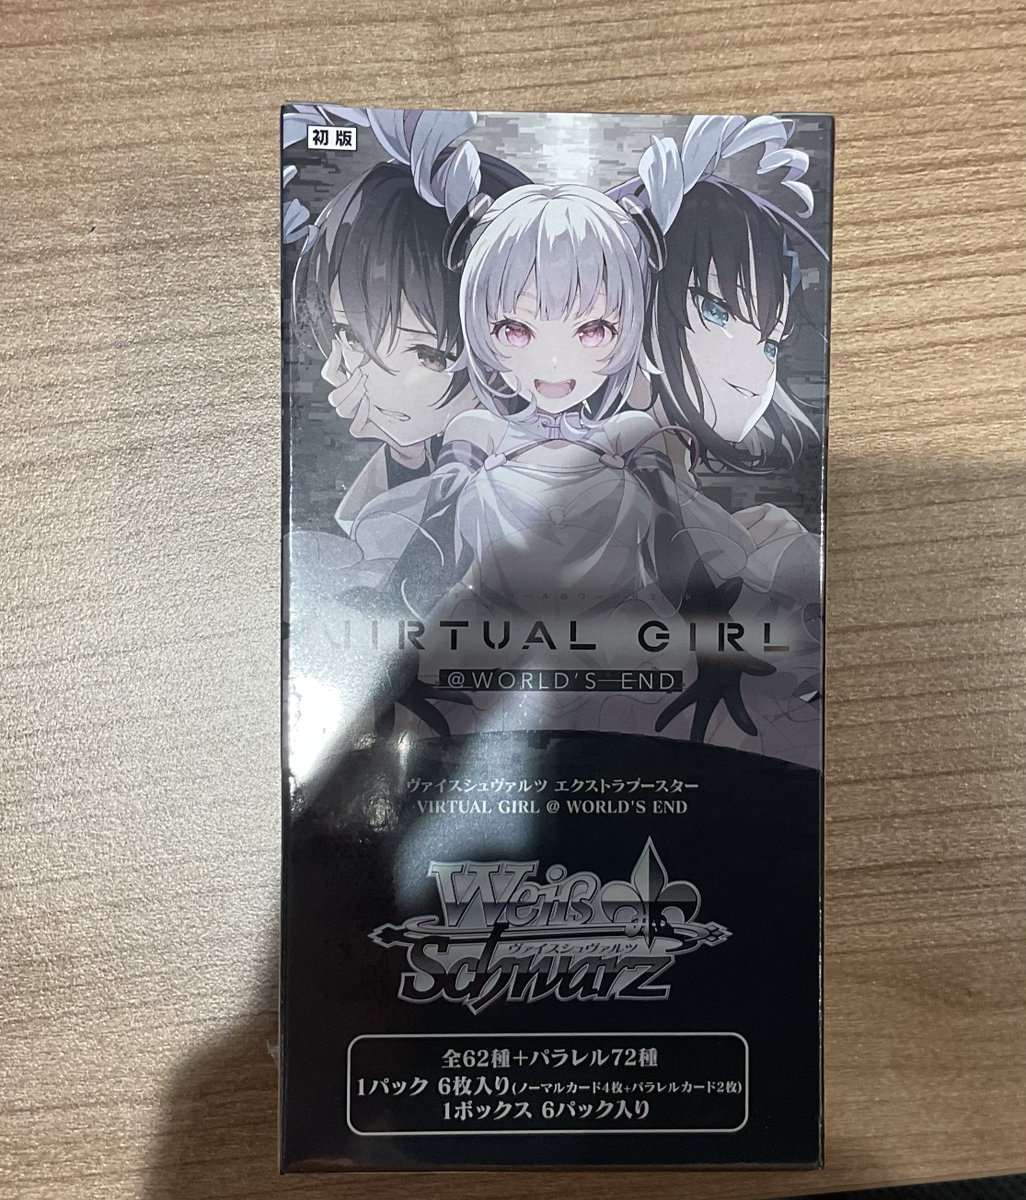 初版
VIRTUAL GIRL
@WORLD'S END
ヴァイスシュヴァルツ エクストラブースター
VIRTUAL GIRL @ WORLD'S END
Weiß
ヴァイスシュヴァルツ
Schwarz
全62種+パラレル72種
1パック 6枚入り(ノーマルカード4枚+パラレルカード2枚)
1ボックス 6パック入り